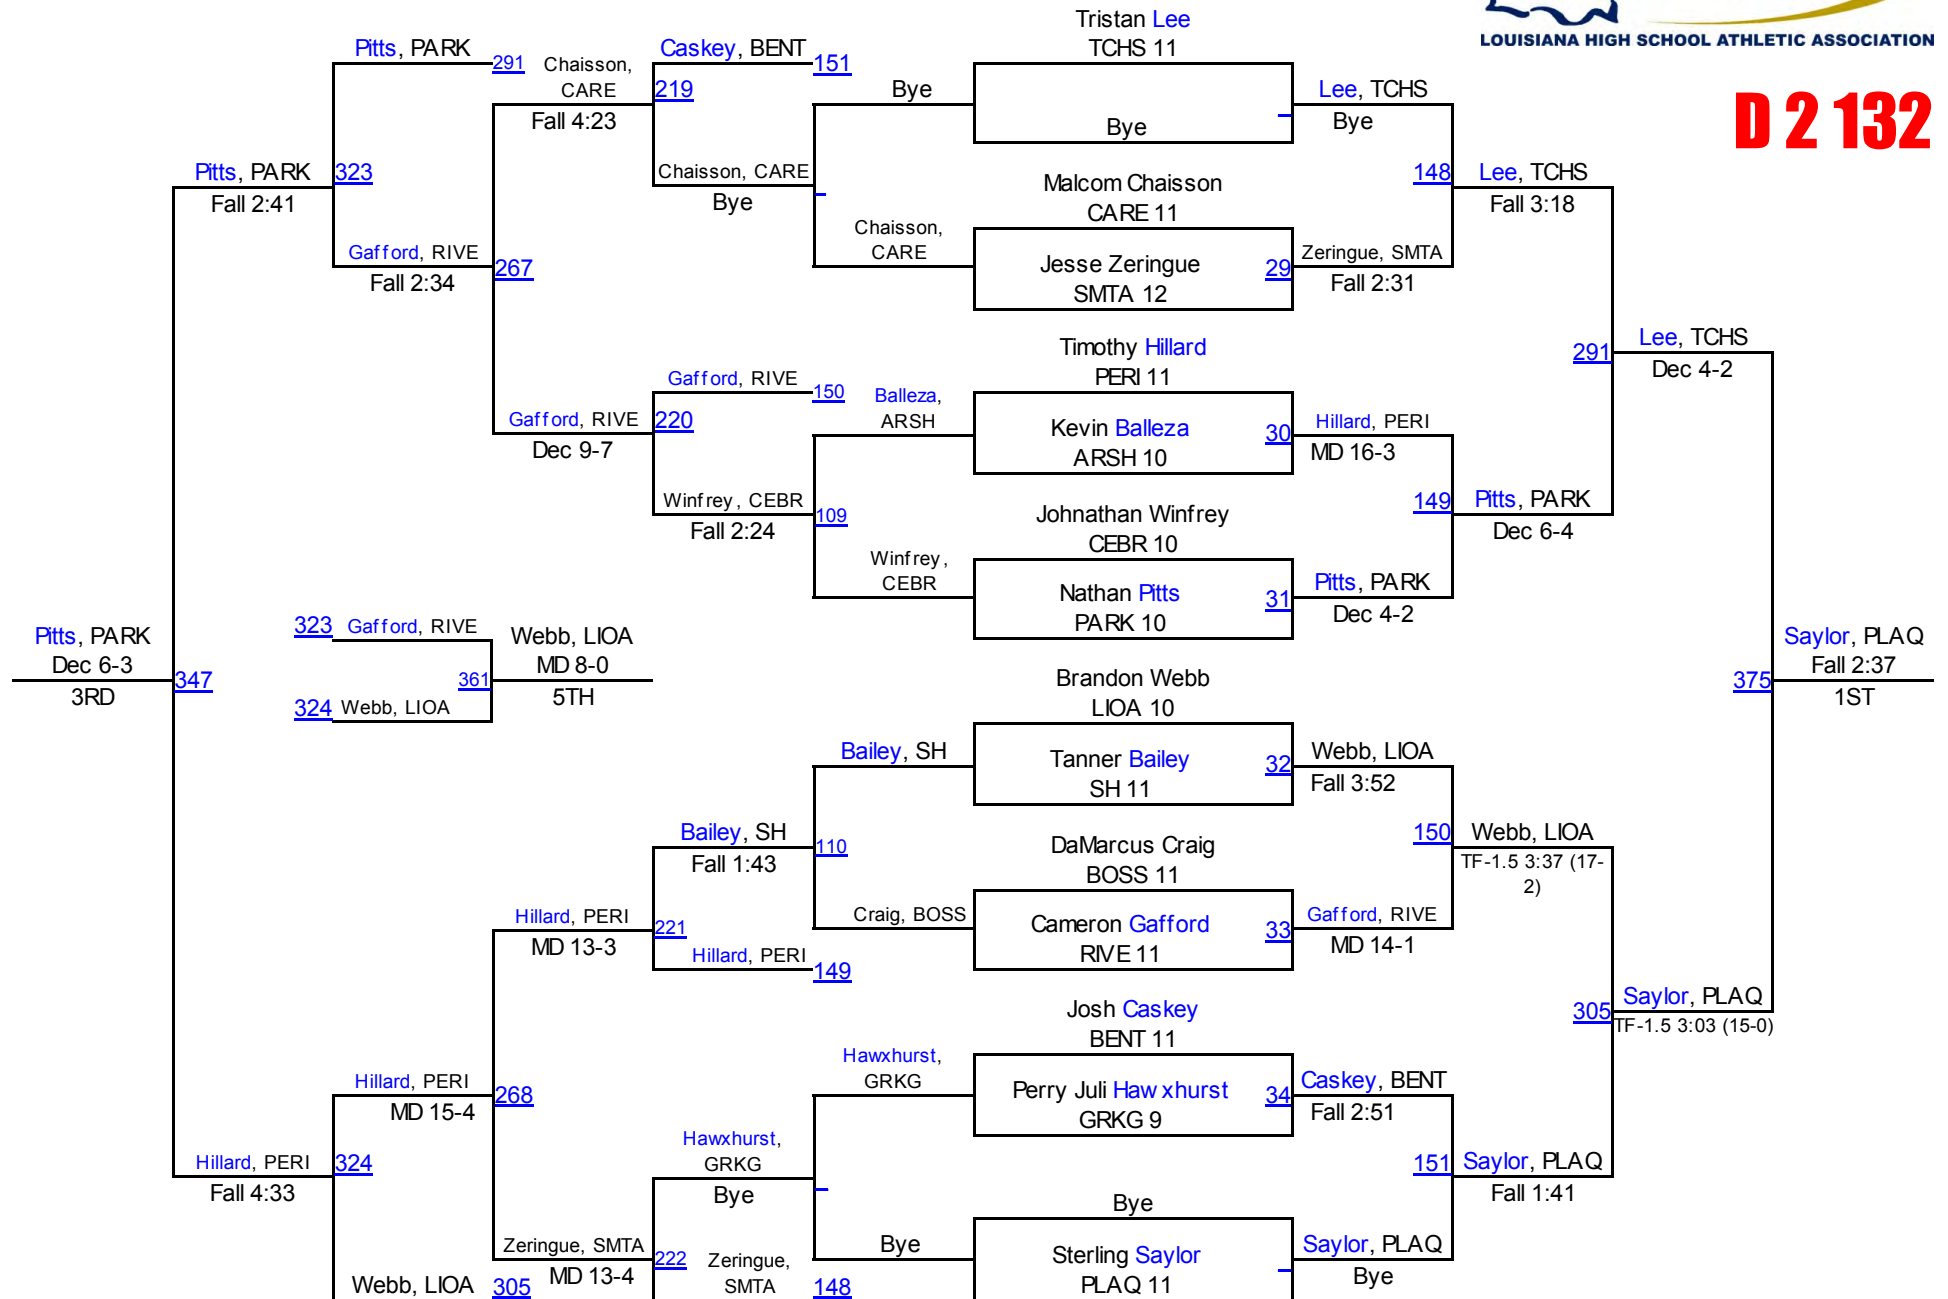 Tristan Lee
TCHS 11
LOUISIANA HIGH SCHOOL ATHLETIC ASSOCIATION
D 2 132
Pitts, PARK
291
Chaisson,
CARE
Fall 4:23
Caskey, BENT
151
219
Bye
Bye
Lee, TCHS
Bye
Pitts, PARK
323
Fall 2:41
Chaisson, CARE
Bye
Malcom Chaisson
CARE 11
148
Lee, TCHS
Fall 3:18
Gafford, RIVE
267
Fall 2:34
Chaisson,
CARE
Jesse Zeringue
SMTA 12
29
Zeringue, SMTA
Fall 2:31
Timothy Hillard
PERI 11
291
Lee, TCHS
Dec 4-2
Gafford, RIVE
150
Gafford, RIVE
220
Dec 9-7
Balleza,
ARSH
Kevin Balleza
ARSH 10
30
Hillard, PERI
MD 16-3
Winfrey, CEBR
109
Fall 2:24
Johnathan Winfrey
CEBR 10
149
Pitts, PARK
Dec 6-4
Winfrey,
CEBR
Nathan Pitts
PARK 10
31
Pitts, PARK
Dec 4-2
Pitts, PARK
Dec 6-3
3RD
347
323
Gafford, RIVE
324
Webb, LIOA
361
Webb, LIOA
MD 8-0
5TH
Brandon Webb
LIOA 10
375
Saylor, PLAQ
Fall 2:37
1ST
Bailey, SH
Tanner Bailey
SH 11
32
Webb, LIOA
Fall 3:52
Bailey, SH
110
Fall 1:43
DaMarcus Craig
BOSS 11
150
Webb, LIOA
TF-1.5 3:37 (17-
2)
Hillard, PERI
221
MD 13-3
Craig, BOSS
Cameron Gafford
RIVE 11
33
Gafford, RIVE
MD 14-1
Hillard, PERI
149
Josh Caskey
BENT 11
305
Saylor, PLAQ
TF-1.5 3:03 (15-0)
Hillard, PERI
268
MD 15-4
Hawxhurst,
GRKG
Perry Juli Hawxhurst
GRKG 9
34
Caskey, BENT
Fall 2:51
Hillard, PERI
324
Fall 4:33
Hawxhurst,
GRKG
Bye
Bye
151
Saylor, PLAQ
Fall 1:41
Zeringue, SMTA
222
MD 13-4
Bye
Sterling Saylor
PLAQ 11
Saylor, PLAQ
Bye
Webb, LIOA
305
Zeringue,
SMTA
148